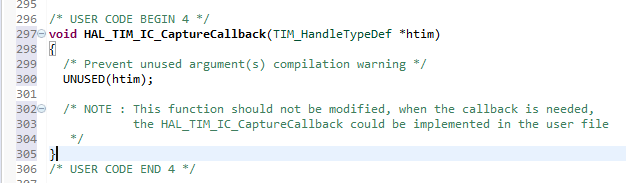 295
296 /* USER CODE BEGIN 4 */
297 void HAL_TIM_IC_CaptureCallback(TIM_HandleTypeDef *htim)
298 {
299 /* Prevent unused argument(s) compilation warning */
300 UNUSED(htim);
301
302 /* NOTE : This function should not be modified, when the callback is needed,
303 the HAL_TIM_IC_CaptureCallback could be implemented in the user file
304 */
305 }
306 /* USER CODE END 4 */
307